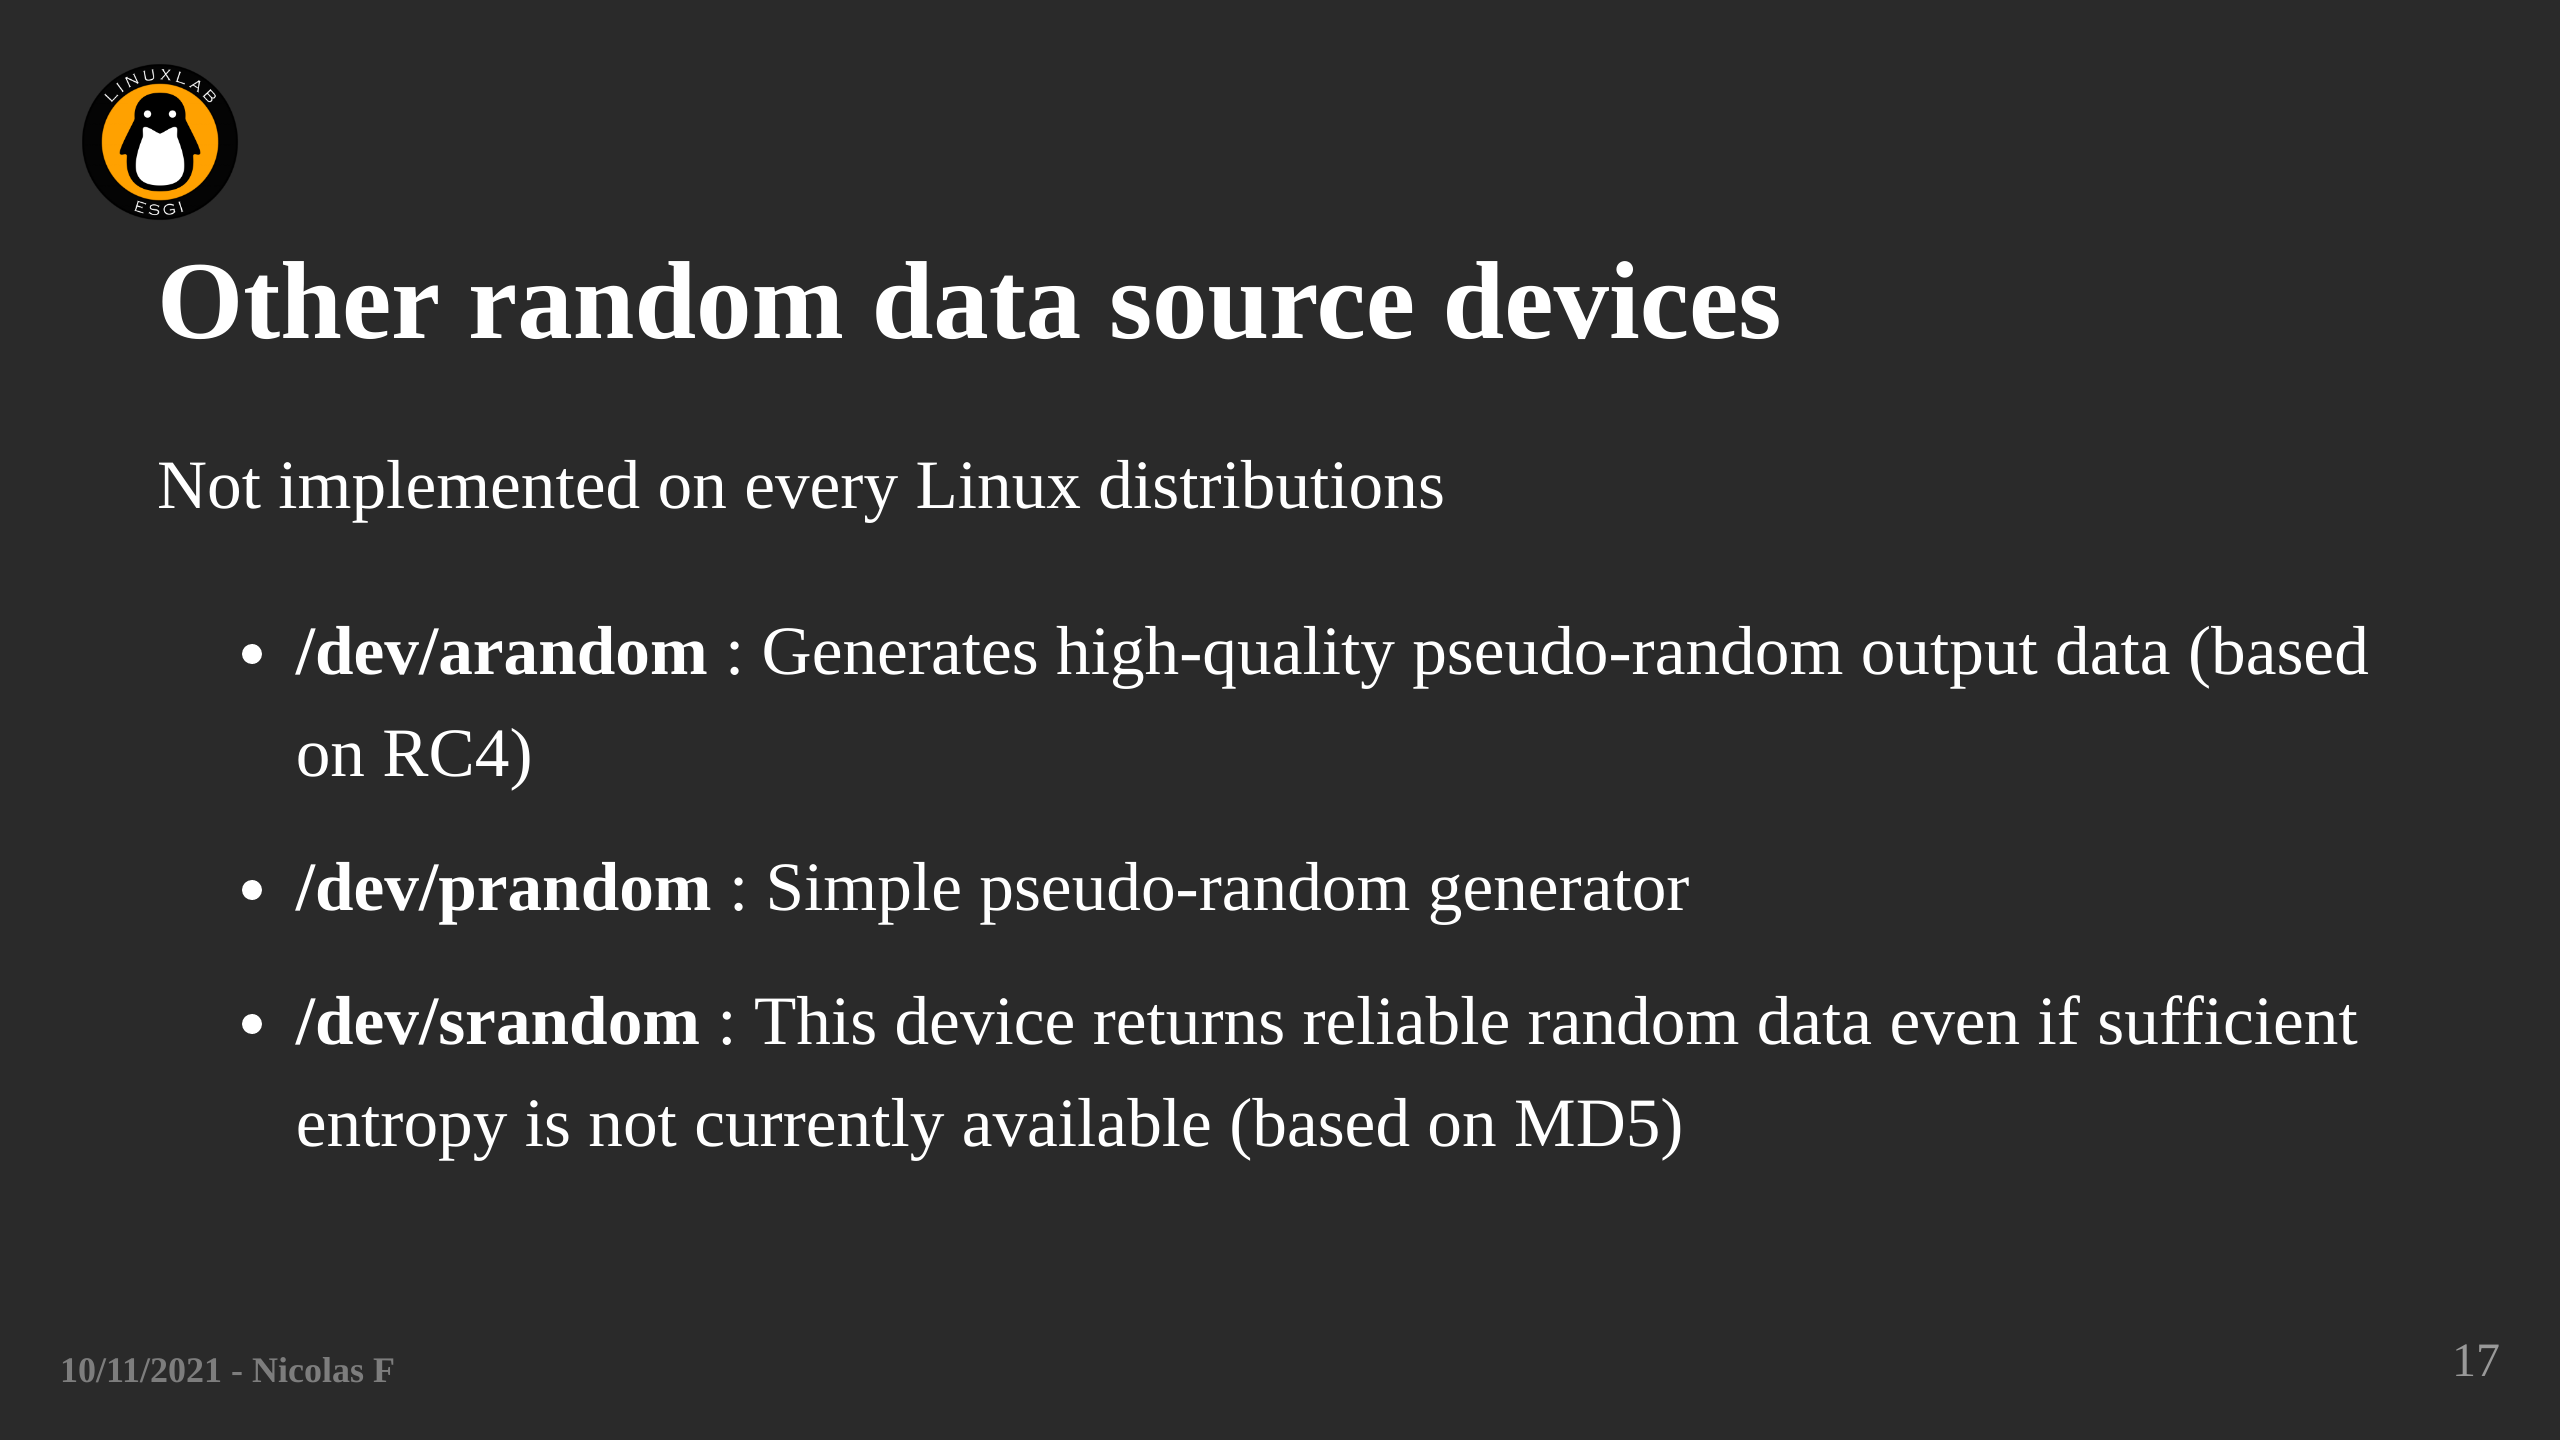 LINUXLAB
ESGI
Other random data source devices
Not implemented on every Linux distributions
• /dev/arandom : Generates high-quality pseudo-random output data (based
on RC4)
• /dev/prandom : Simple pseudo-random generator
• /dev/srandom : This device returns reliable random data even if sufficient
entropy is not currently available (based on MD5)
10/11/2021 - Nicolas F
17